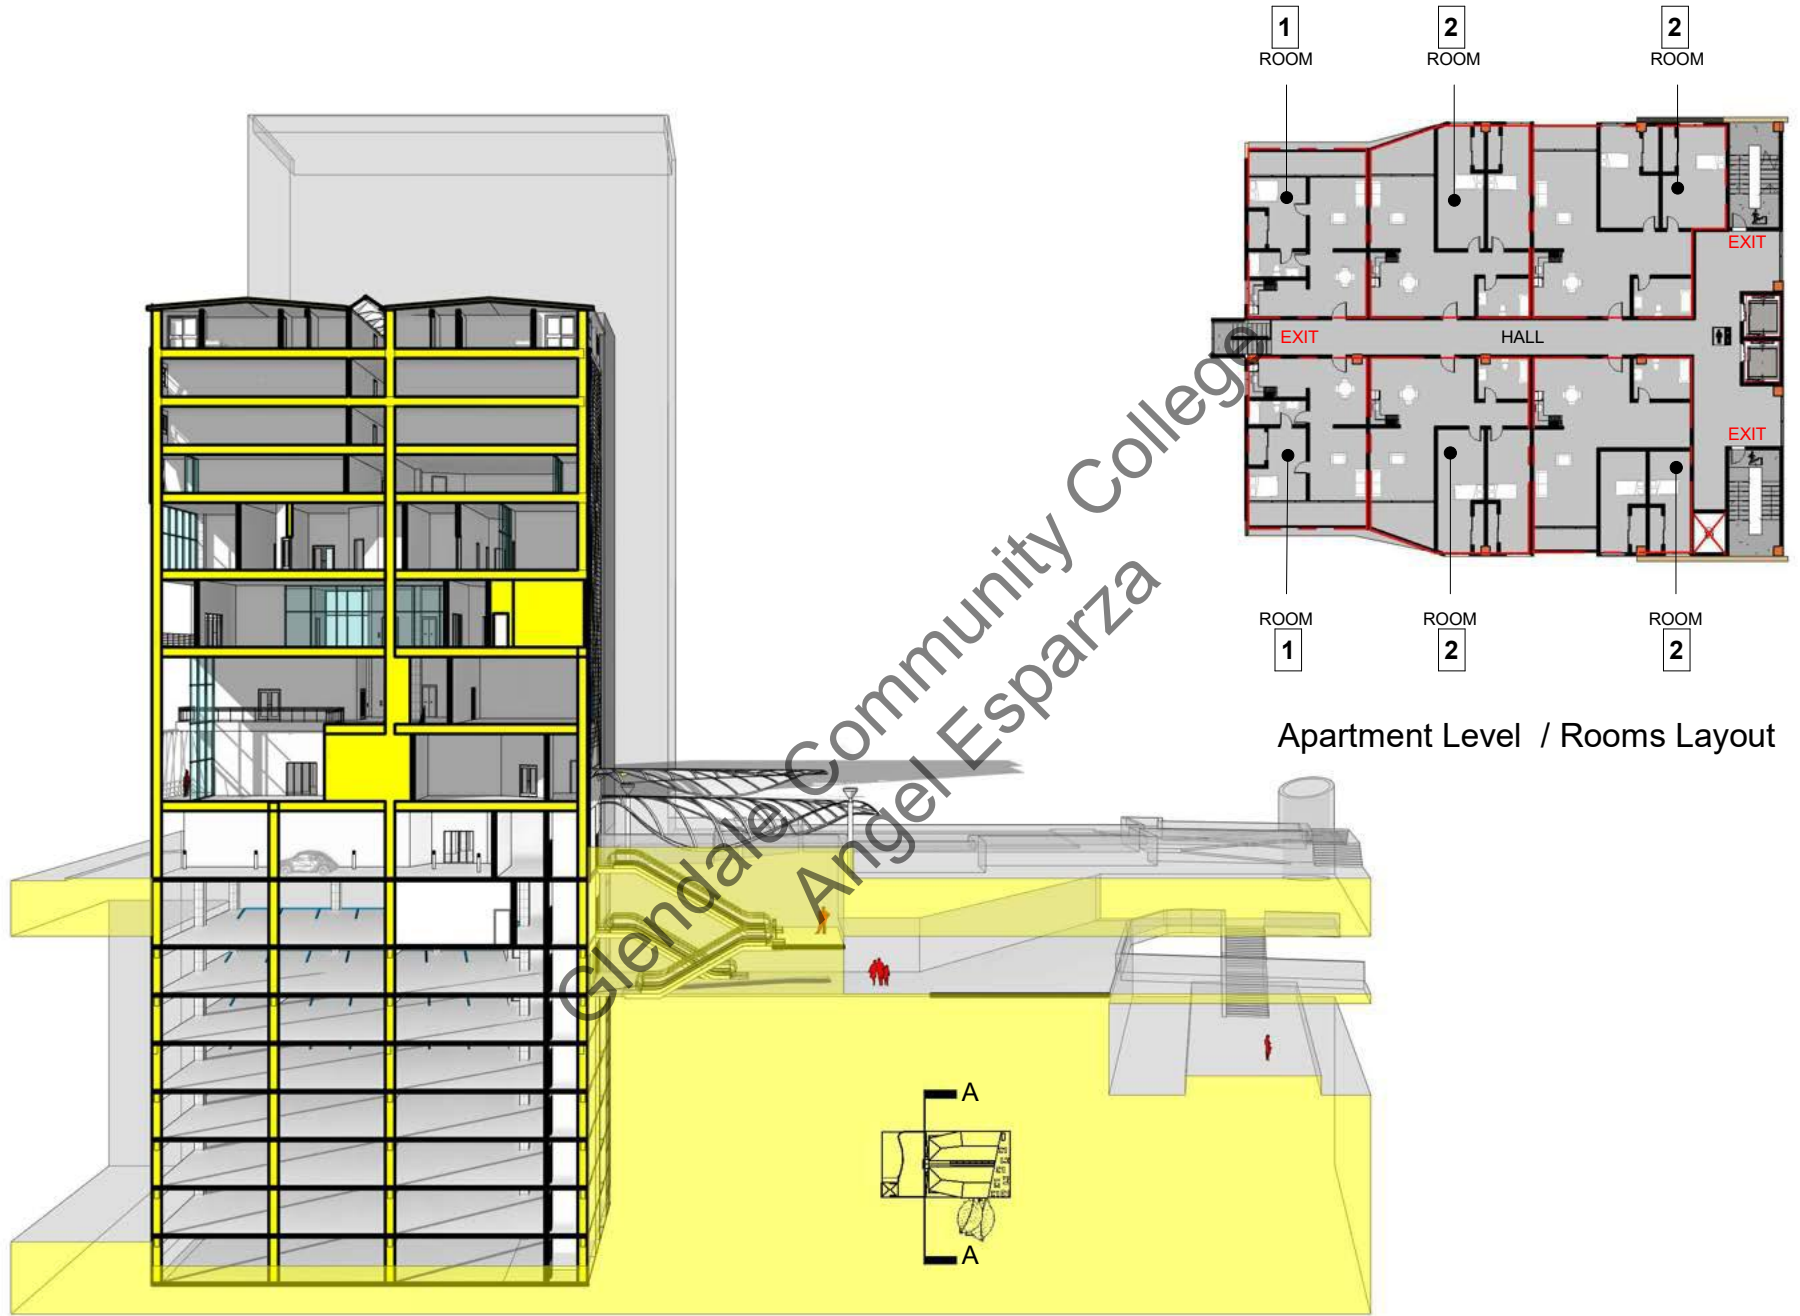 1
ROOM
2
ROOM
2
ROOM
EXIT
EXIT
HALL
EXIT
ROOM
1
ROOM
2
ROOM
2
Apartment Level / Rooms Layout
Glendale Community College
Angel Esparza
A
A